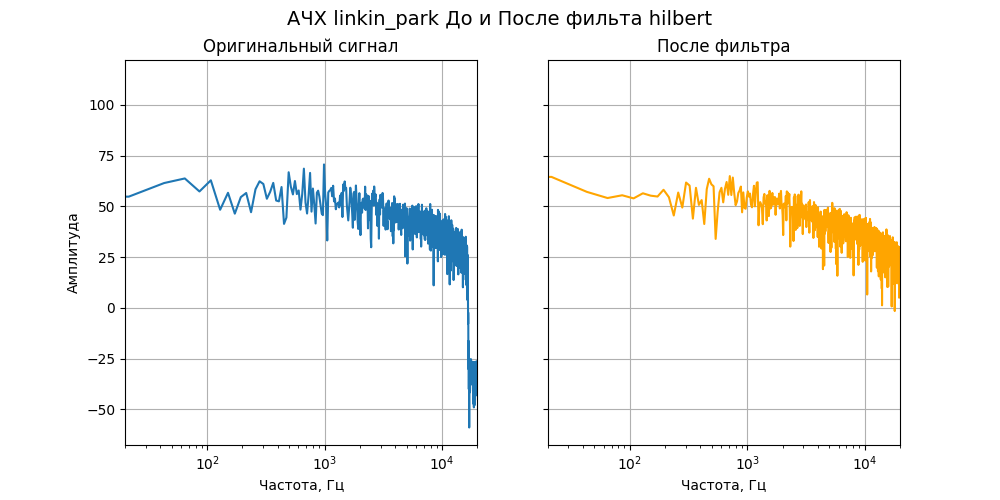 АЧХ linkin_park До и После фильта hilbert
Оригинальный сигнал
После фильтра
Амплитуда
100
75
50
25
0
−25
−50
10²
10³
10⁴
Частота, Гц
10²
10³
10⁴
Частота, Гц